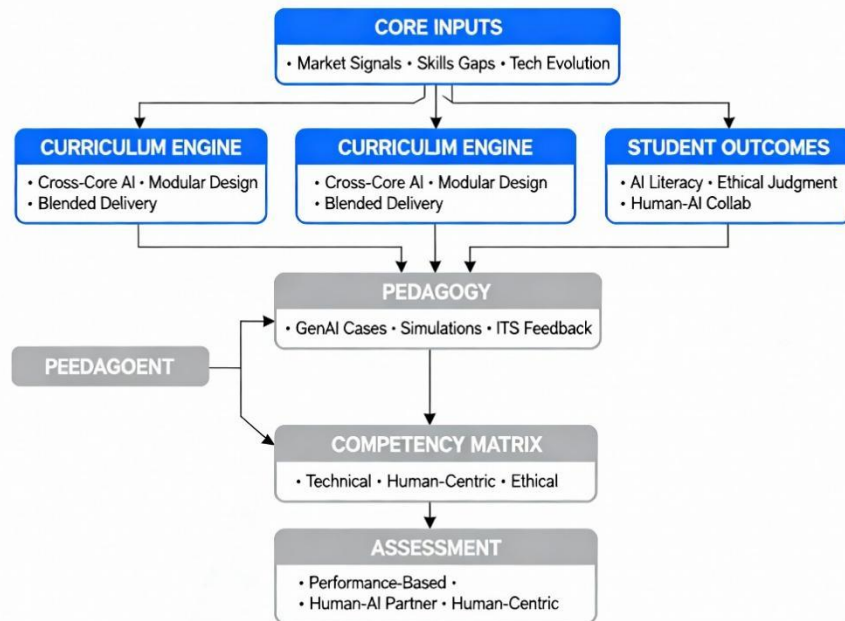 CORE INPUTS
· Market Signals · Skills Gaps · Tech Evolution
CURRICULUM ENGINE
· Cross-Core AI · Modular Design
· Blended Delivery
CURRICULIM ENGINE
· Cross-Core AI · Modular Design
· Blended Delivery
STUDENT OUTCOMES
· AI Literacy · Ethical Judgment
· Human-AI Collab
PEDAGOGY
· GenAI Cases · Simulations · ITS Feedback
PEEDAGOENT
COMPETENCY MATRIX
· Technical · Human-Centric · Ethical
ASSESSMENT
· Performance-Based ·
· Human-AI Partner · Human-Centric